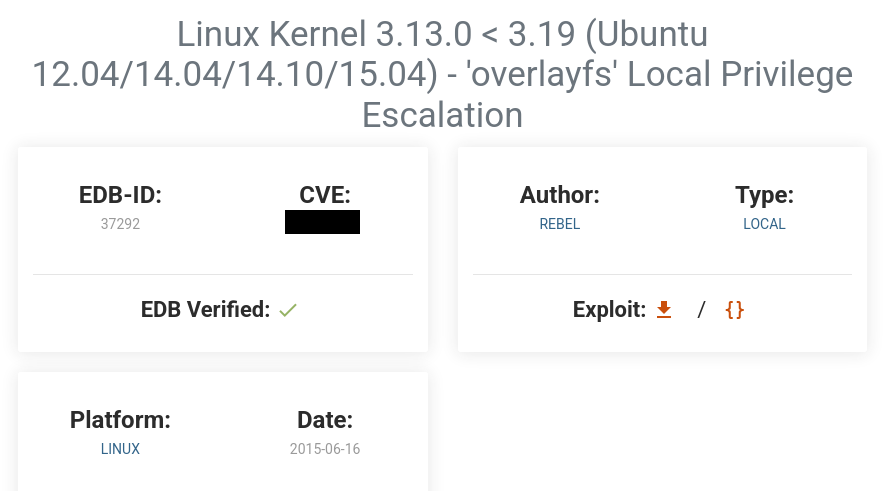 Linux Kernel 3.13.0 < 3.19 (Ubuntu
12.04/14.04/14.10/15.04) - 'overlayfs' Local Privilege
Escalation
EDB-ID:
37292
CVE:
EDB Verified:
Author:
REBEL
Type:
LOCAL
Exploit: / {}
Platform:
LINUX
Date:
2015-06-16